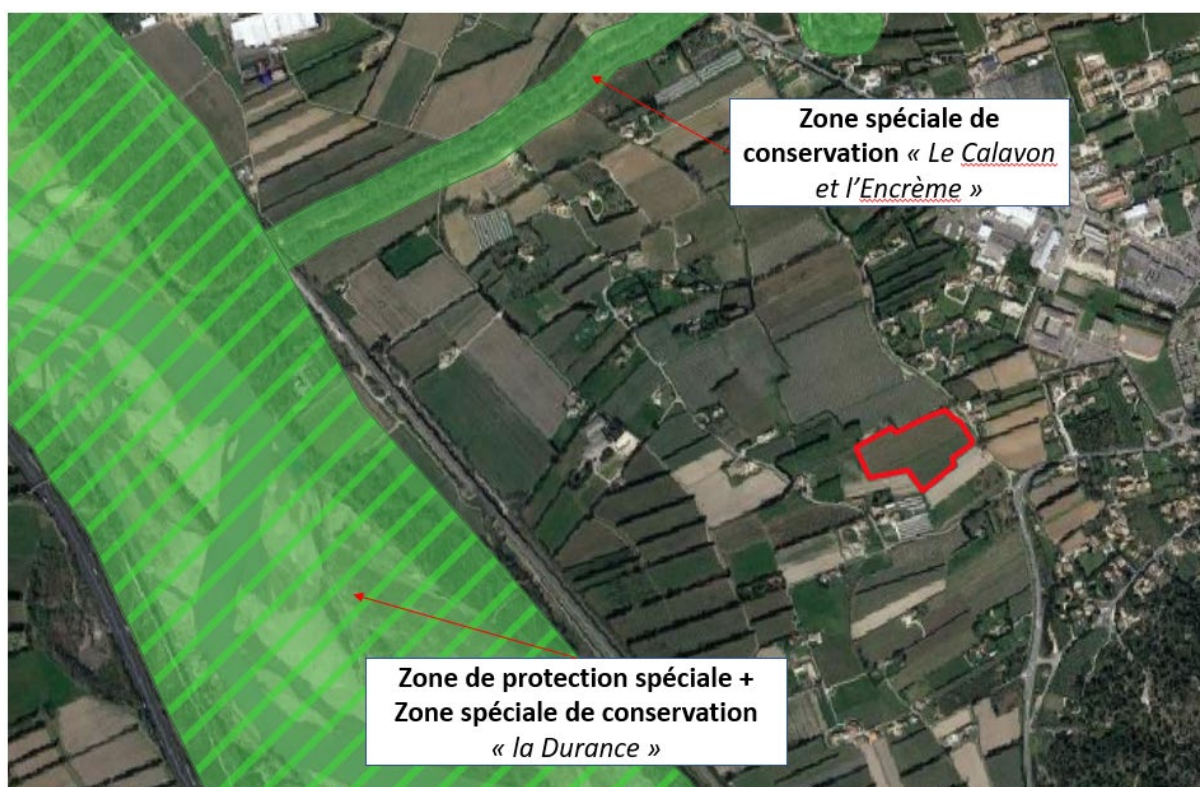 Zone spéciale de
conservation « Le Calavon
et l’Encrème »
Zone de protection spéciale +
Zone spéciale de conservation
« la Durance »